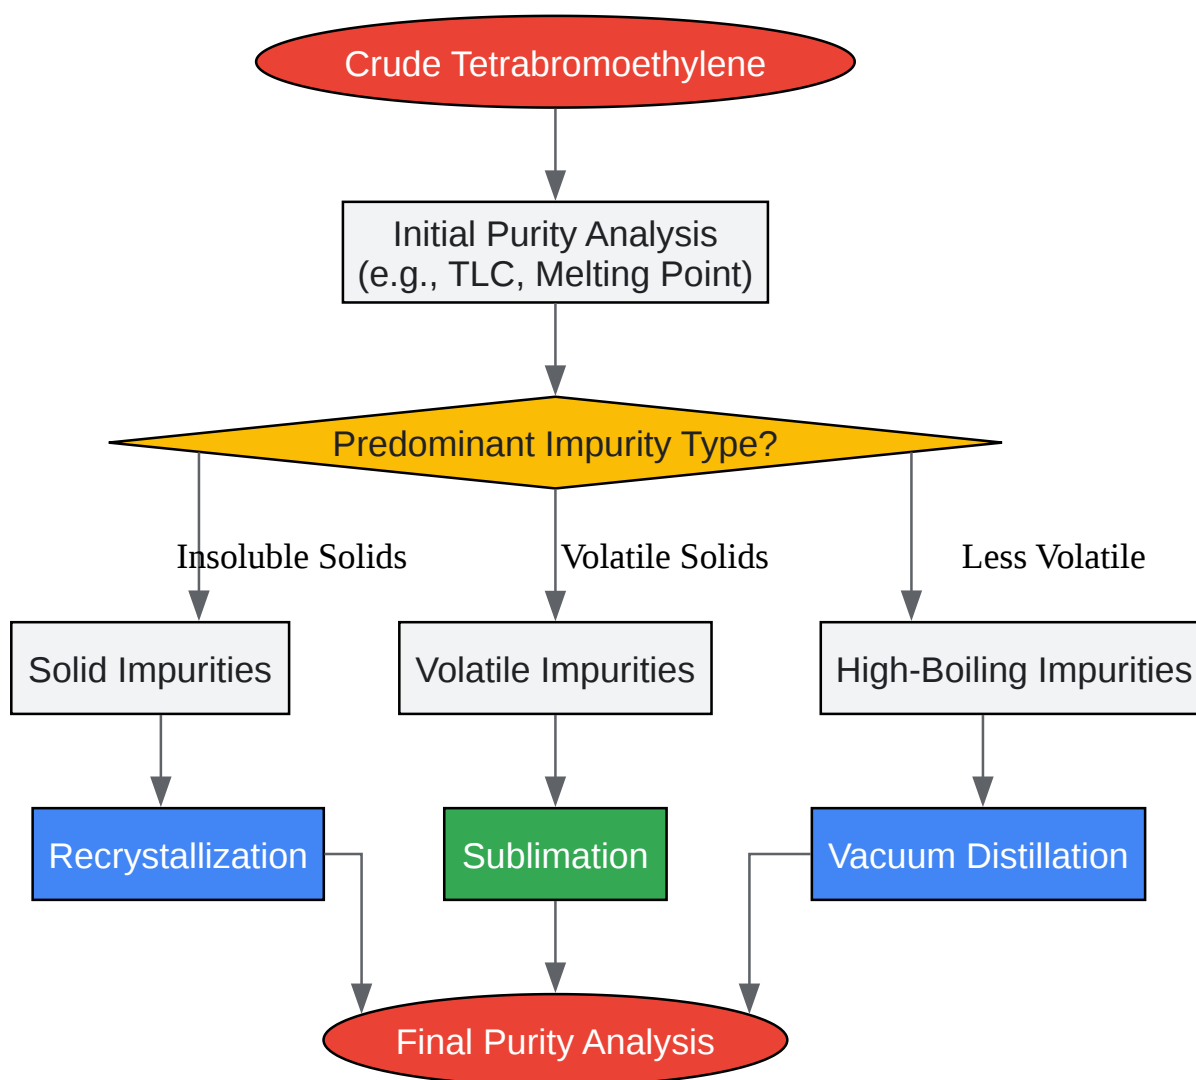 Crude Tetrabromoethylene
Initial Purity Analysis
(e.g., TLC, Melting Point)
Predominant Impurity Type?
Insoluble Solids
Volatile Solids
Less Volatile
Solid Impurities
Volatile Impurities
High-Boiling Impurities
Recrystallization
Sublimation
Vacuum Distillation
Final Purity Analysis